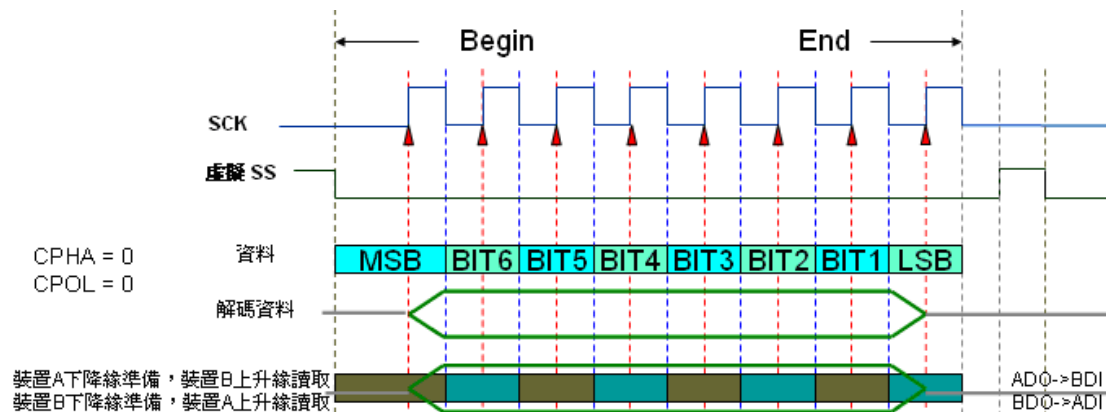 Begin End
SCK
虛擬 SS
CPHA = 0
CPOL = 0
資料
MSB BIT6 BIT5 BIT4 BIT3 BIT2 BIT1 LSB
解碼資料
裝置A下降緣準備，裝置B上升緣讀取
裝置B下降緣準備，裝置A上升緣讀取
ADO->BDI
BDO->ADI